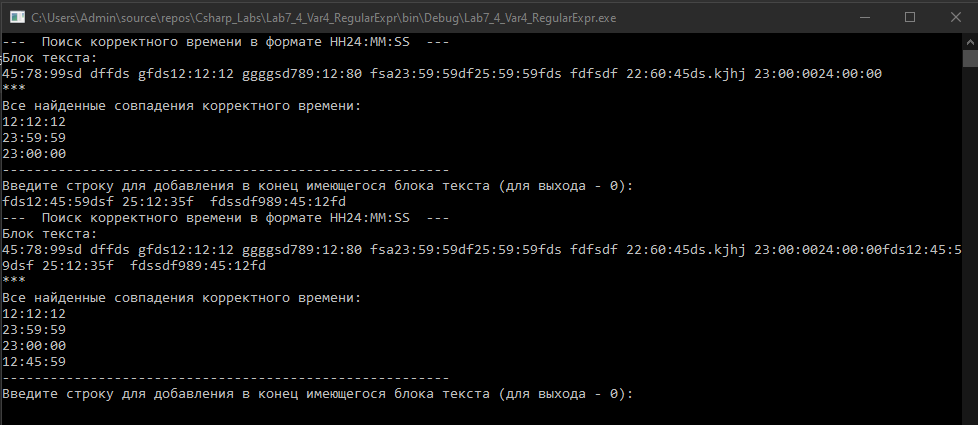 C:\Users\Admin\source\repos\Csharp_Labs\Lab7_4_Var4_RegularExpr\bin\Debug\Lab7_4_Var4_RegularExpr.exe
---  Поиск корректного времени в формате HH24:MM:SS  ---
Блок текста:
45:78:99sd dffds gfds12:12:12 ggggsd789:12:80 fsa23:59:59df25:59:59fds fdfsdf 22:60:45ds.kjhj 23:00:0024:00:00
***
Все найденные совпадения корректного времени:
12:12:12
23:59:59
23:00:00
--------------------------------------------------------
Введите строку для добавления в конец имеющегося блока текста (для выхода - 0):
fds12:45:59dsf 25:12:35f  fdssdf989:45:12fd
---  Поиск корректного времени в формате HH24:MM:SS  ---
Блок текста:
45:78:99sd dffds gfds12:12:12 ggggsd789:12:80 fsa23:59:59df25:59:59fds fdfsdf 22:60:45ds.kjhj 23:00:0024:00:00fds12:45:5
9dsf 25:12:35f  fdssdf989:45:12fd
***
Все найденные совпадения корректного времени:
12:12:12
23:59:59
23:00:00
12:45:59
--------------------------------------------------------
Введите строку для добавления в конец имеющегося блока текста (для выхода - 0):